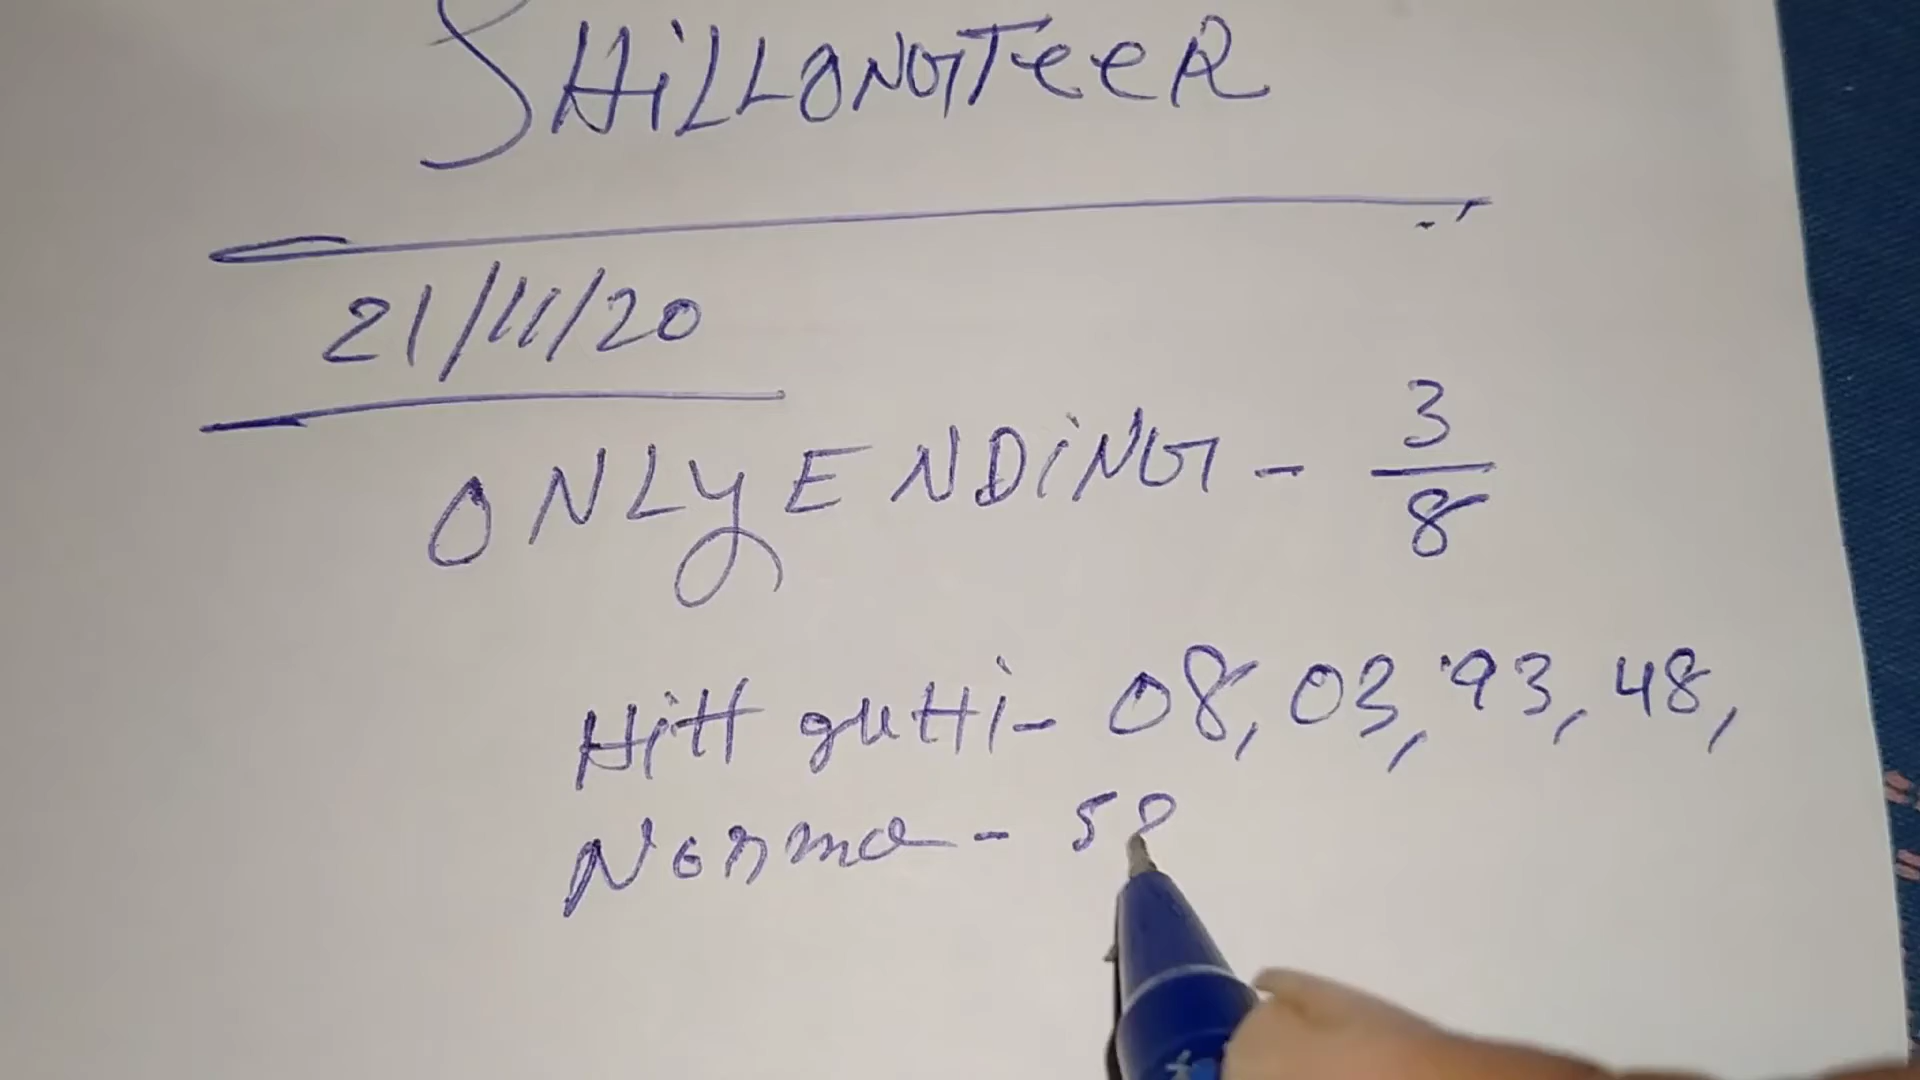 SHiLLONGTeeR
21/11/20
ONLY ENDiNG - 3/8
Hitt gutti - 08, 03, 93, 48,
Norma - 58